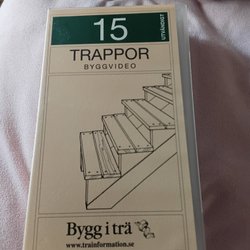 15
UTVÄNDIGT
TRAPPOR
BYGGVIDEO
Bygg i trä
www.trainformation.se